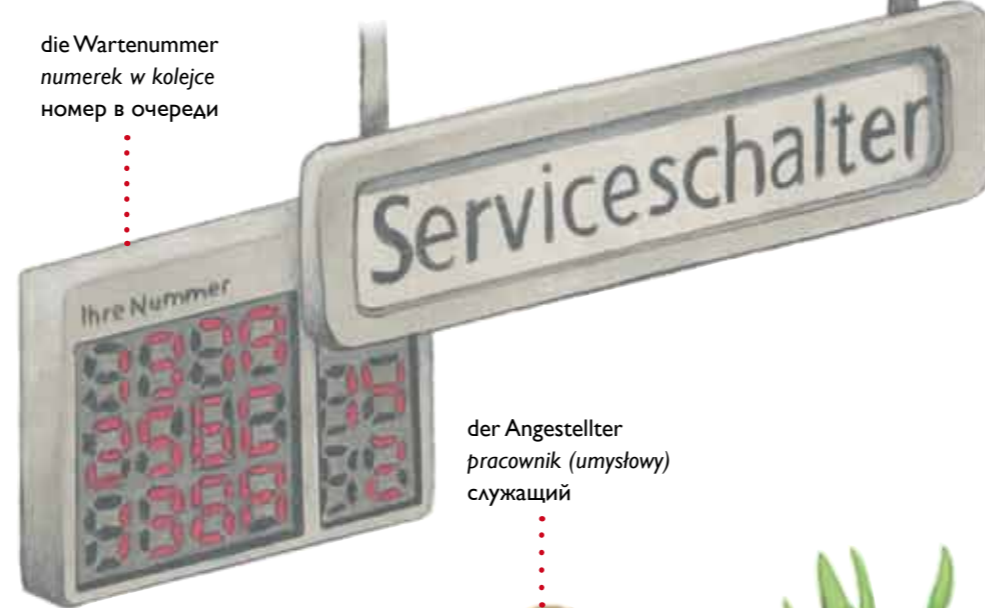 die Wartenummer
numerek w kolejce
номер в очереди
Serviceschalter
Ihre Nummer
der Angestellter
pracownik (umysłowy)
служащий